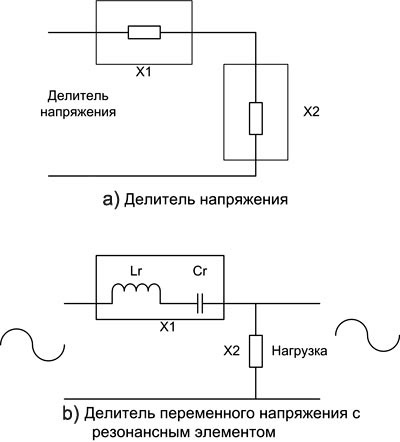 X1
Делитель
напряжения
X2
a) Делитель напряжения
Lr
Cr
X1
X2
Нагрузка
b) Делитель переменного напряжения с
резонансным элементом